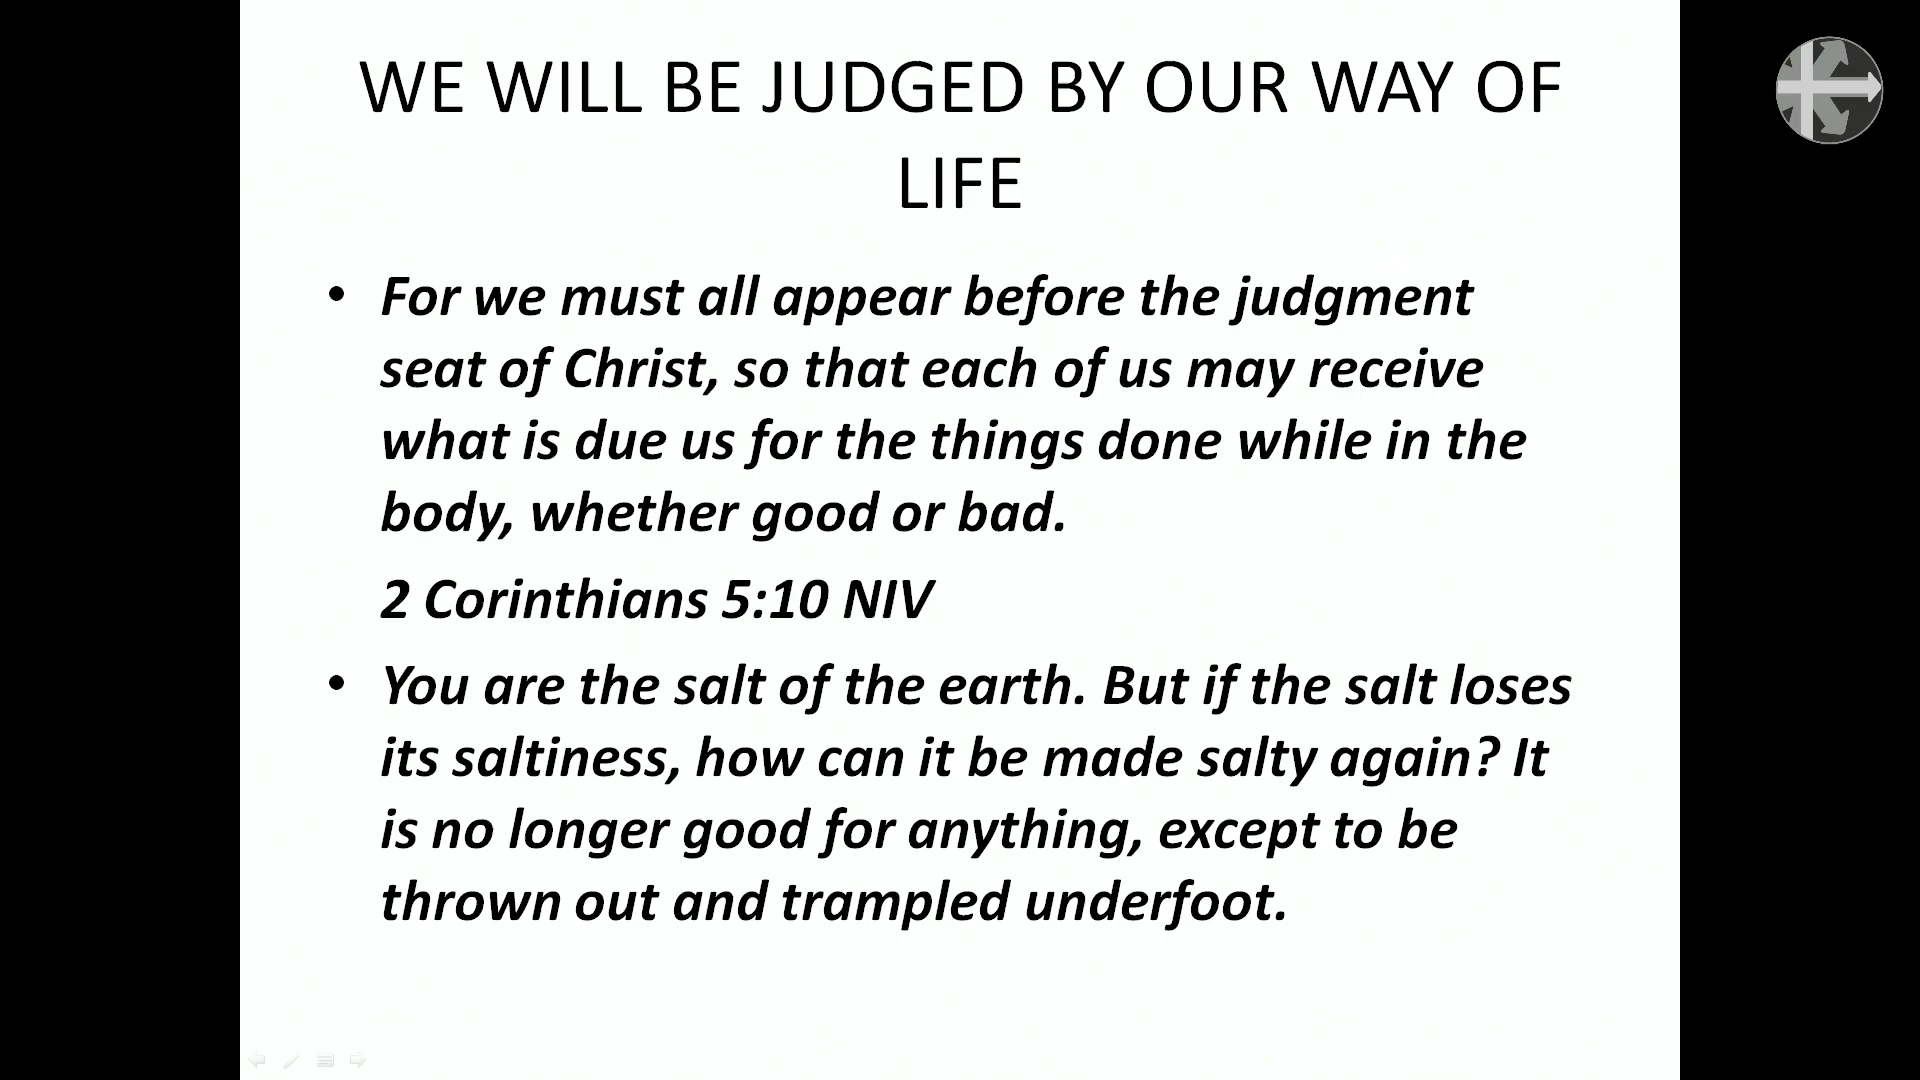 WE WILL BE JUDGED BY OUR WAY OF
LIFE
• For we must all appear before the judgment
seat of Christ, so that each of us may receive
what is due us for the things done while in the
body, whether good or bad.
2 Corinthians 5:10 NIV
• You are the salt of the earth. But if the salt loses
its saltiness, how can it be made salty again? It
is no longer good for anything, except to be
thrown out and trampled underfoot.